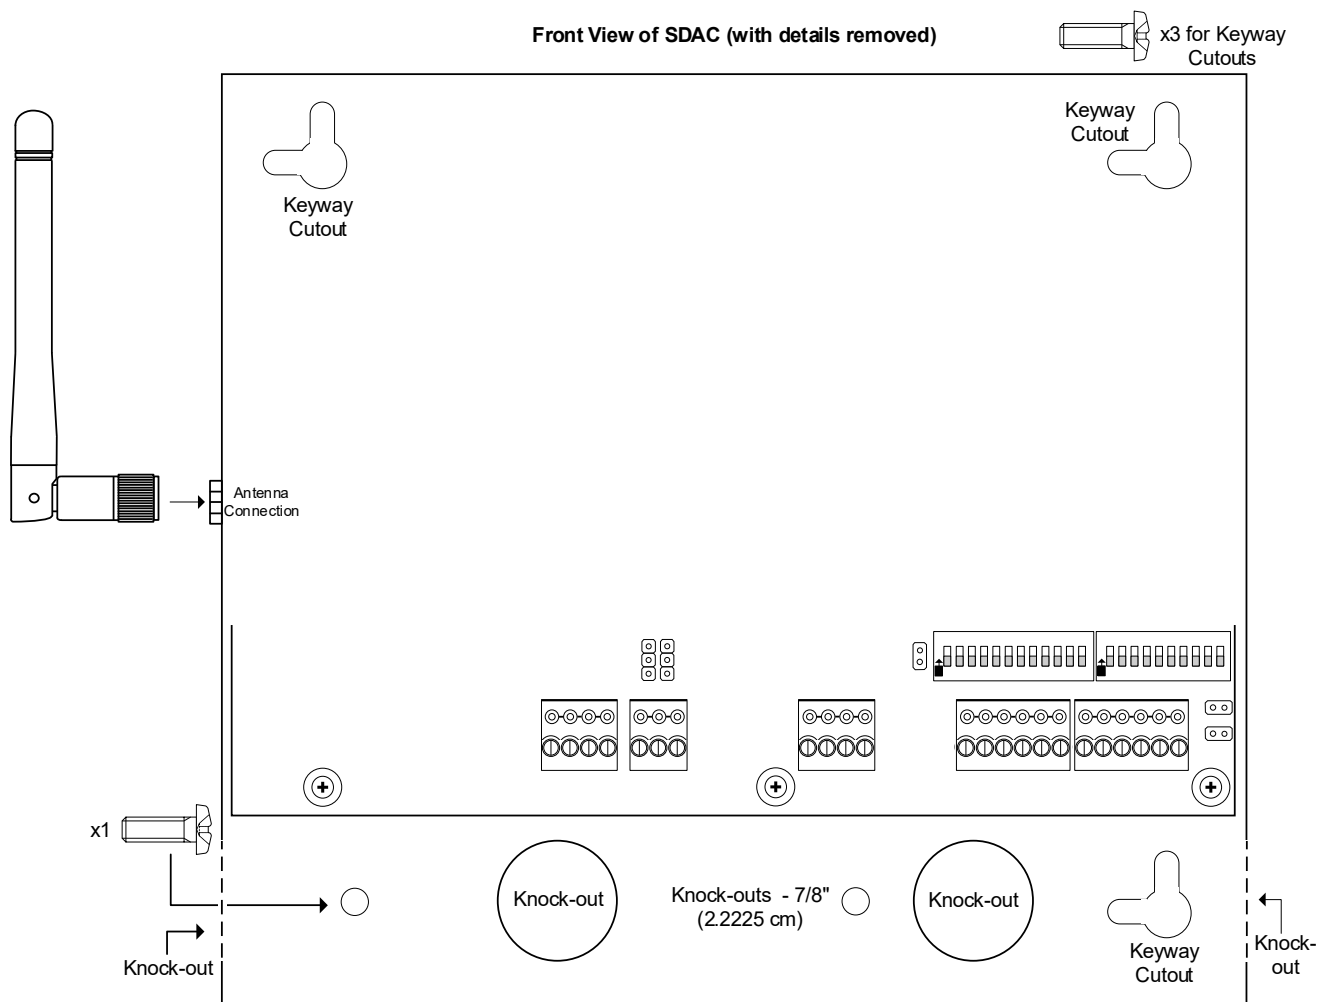 Front View of SDAC (with details removed)
x3 for Keyway
Cutouts
Keyway
Cutout
Keyway
Cutout
Antenna
Connection
x1
Knock-out
Knock-outs - 7/8"
(2.2225 cm)
Knock-out
Knock-out
Keyway
Cutout
Knock-
out